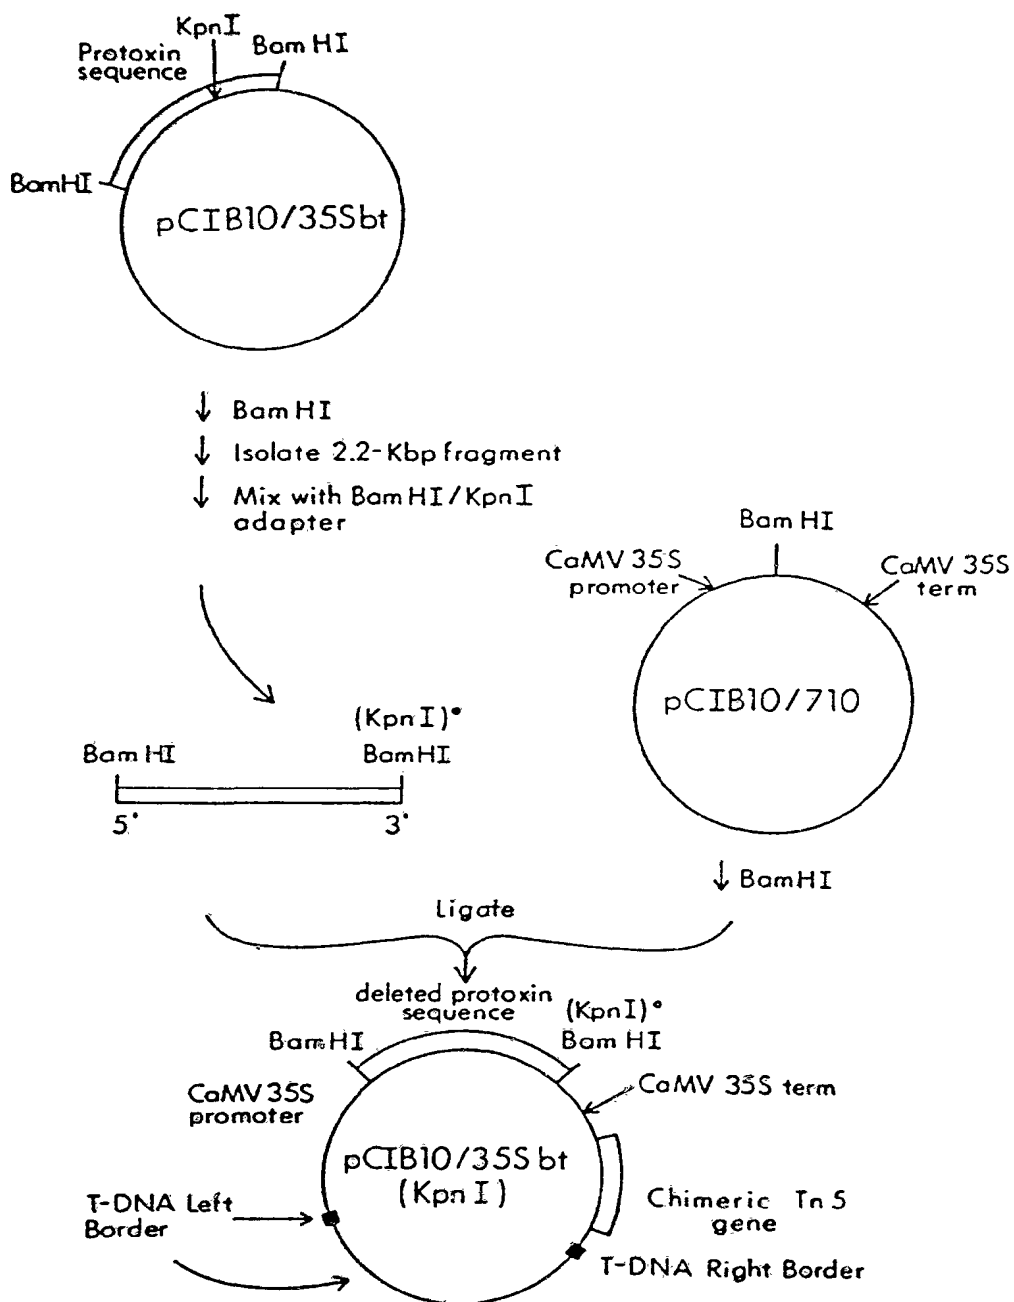 KpnI
Protoxin
sequence
Bam HI
BamHI
pCIB10/35Sbt
↓ Bam HI
↓ Isolate 2.2-Kbp fragment
↓ Mix with Bam HI/KpnI
adapter
Bam HI
CaMV 35S
promoter
CaMV 35S
term
pCIB10/710
(KpnI)°
Bam HI
BamHI
5'
3'
↓ BamHI
Ligate
deleted protoxin
sequence
(KpnI)°
BamHI
Bam HI
CaMV 35S
promoter
CaMV 35S term
pCIB10/35S bt
(KpnI)
T-DNA Left
Border
Chimeric Tn5
gene
T-DNA Right Border